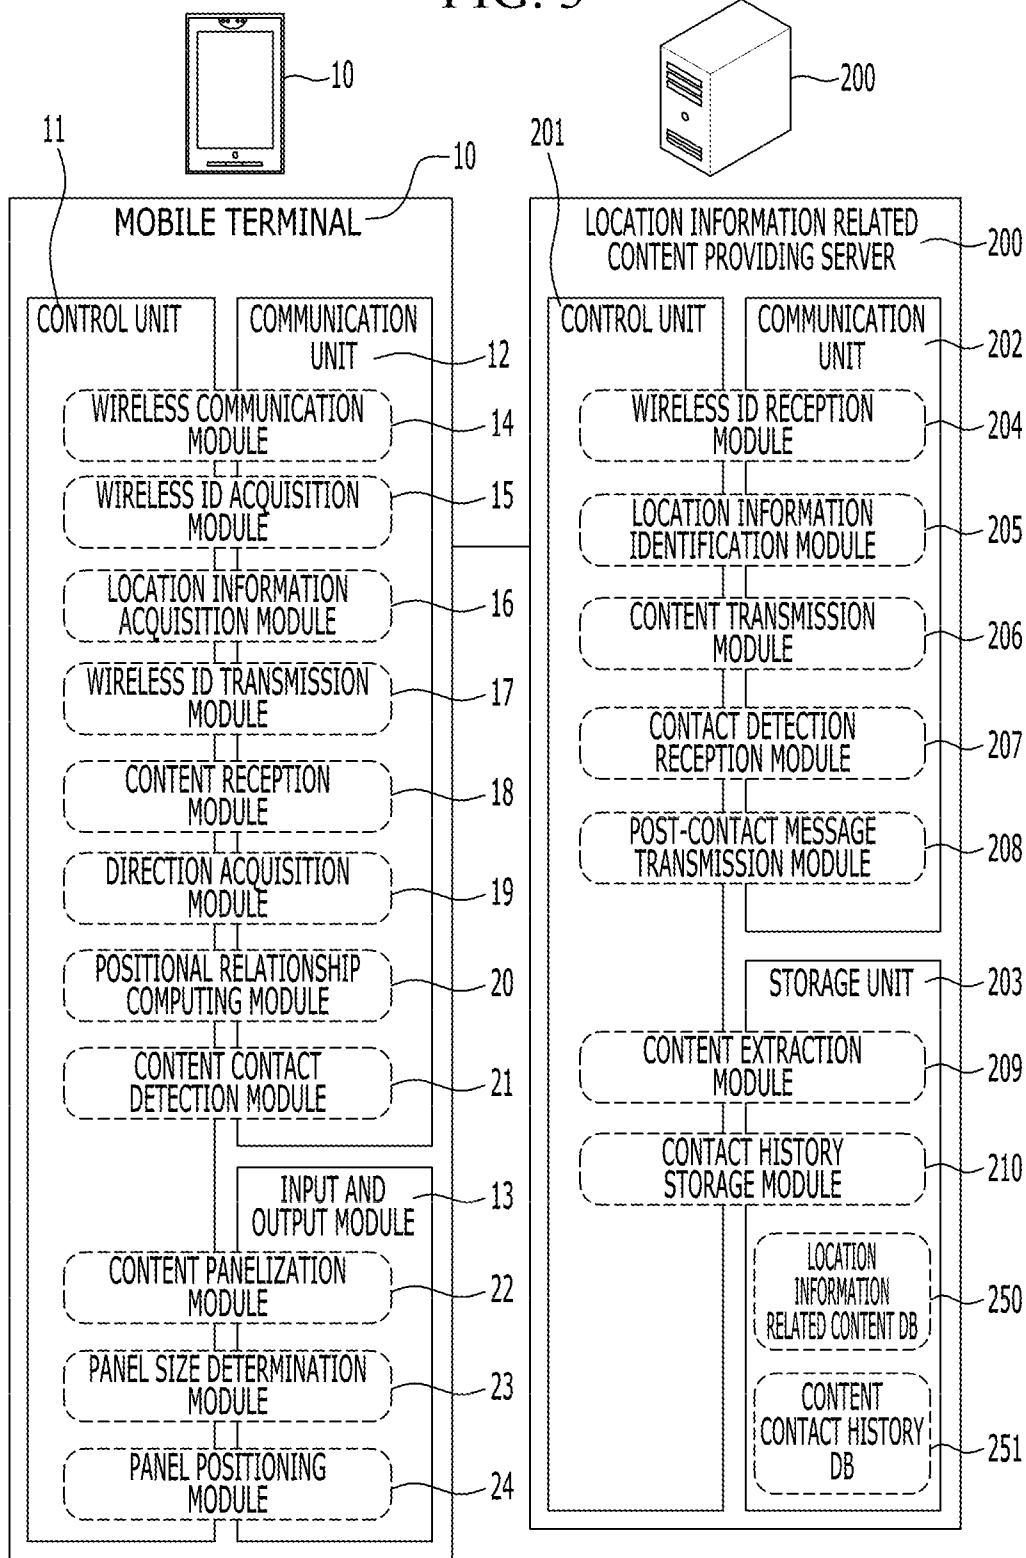 10
200
11
10
201
MOBILE TERMINAL
LOCATION INFORMATION RELATED
CONTENT PROVIDING SERVER
200
CONTROL UNIT
COMMUNICATION
UNIT
12
WIRELESS COMMUNICATION
MODULE
14
WIRELESS ID ACQUISITION
MODULE
15
LOCATION INFORMATION
ACQUISITION MODULE
16
WIRELESS ID TRANSMISSION
MODULE
17
CONTENT RECEPTION
MODULE
18
DIRECTION ACQUISITION
MODULE
19
POSITIONAL RELATIONSHIP
COMPUTING MODULE
20
CONTENT CONTACT
DETECTION MODULE
21
INPUT AND
OUTPUT MODULE
13
CONTENT PANELIZATION
MODULE
22
PANEL SIZE DETERMINATION
MODULE
23
PANEL POSITIONING
MODULE
24
CONTROL UNIT
COMMUNICATION
UNIT
202
WIRELESS ID RECEPTION
MODULE
204
LOCATION INFORMATION
IDENTIFICATION MODULE
205
CONTENT TRANSMISSION
MODULE
206
CONTACT DETECTION
RECEPTION MODULE
207
POST-CONTACT MESSAGE
TRANSMISSION MODULE
208
STORAGE UNIT
203
CONTENT EXTRACTION
MODULE
209
CONTACT HISTORY
STORAGE MODULE
210
LOCATION
INFORMATION
RELATED CONTENT DB
250
CONTENT
CONTACT HISTORY
DB
251